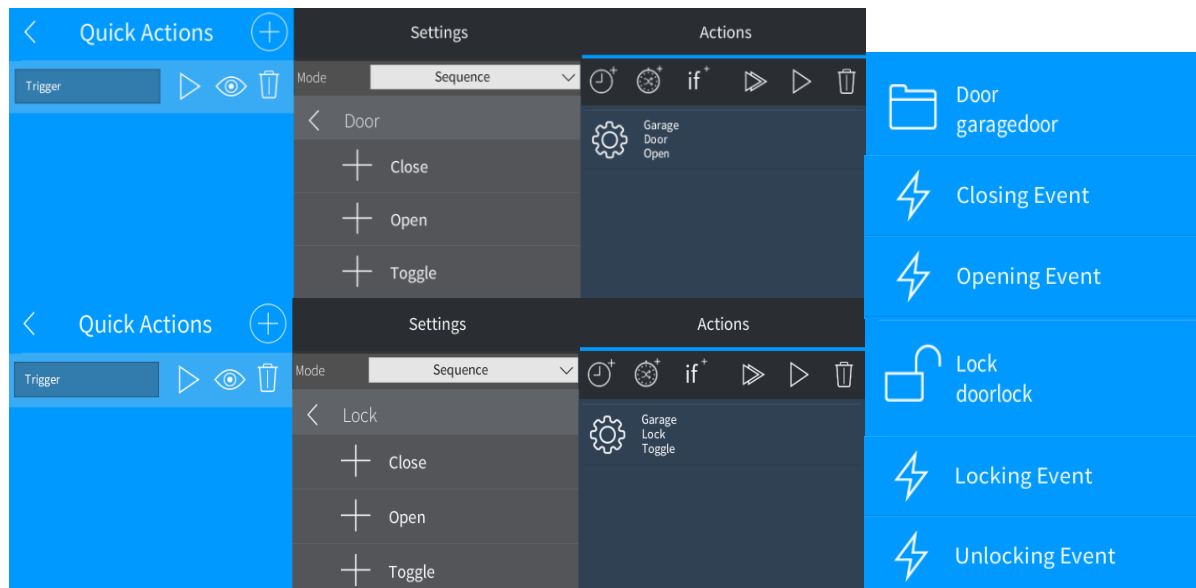 Quick Actions
Trigger
Settings
Mode
Sequence
Door
Close
Open
Toggle
Actions
if
Garage
Door
Open
Door
garagedoor
Closing Event
Opening Event
Quick Actions
Trigger
Settings
Mode
Sequence
Lock
Close
Open
Toggle
Actions
if
Garage
Lock
Toggle
Lock
doorlock
Locking Event
Unlocking Event